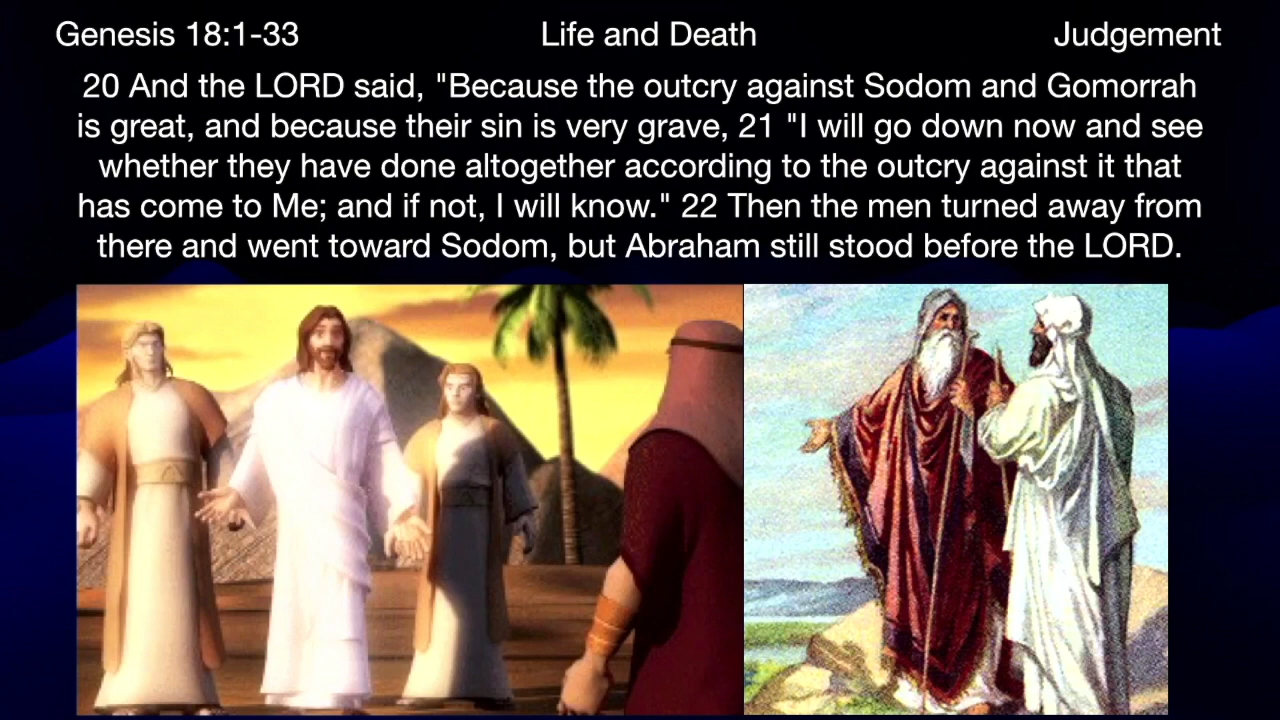 Genesis 18:1-33 Life and Death Judgement
20 And the LORD said, "Because the outcry against Sodom and Gomorrah
is great, and because their sin is very grave, 21 "I will go down now and see
whether they have done altogether according to the outcry against it that
has come to Me; and if not, I will know." 22 Then the men turned away from
there and went toward Sodom, but Abraham still stood before the LORD.